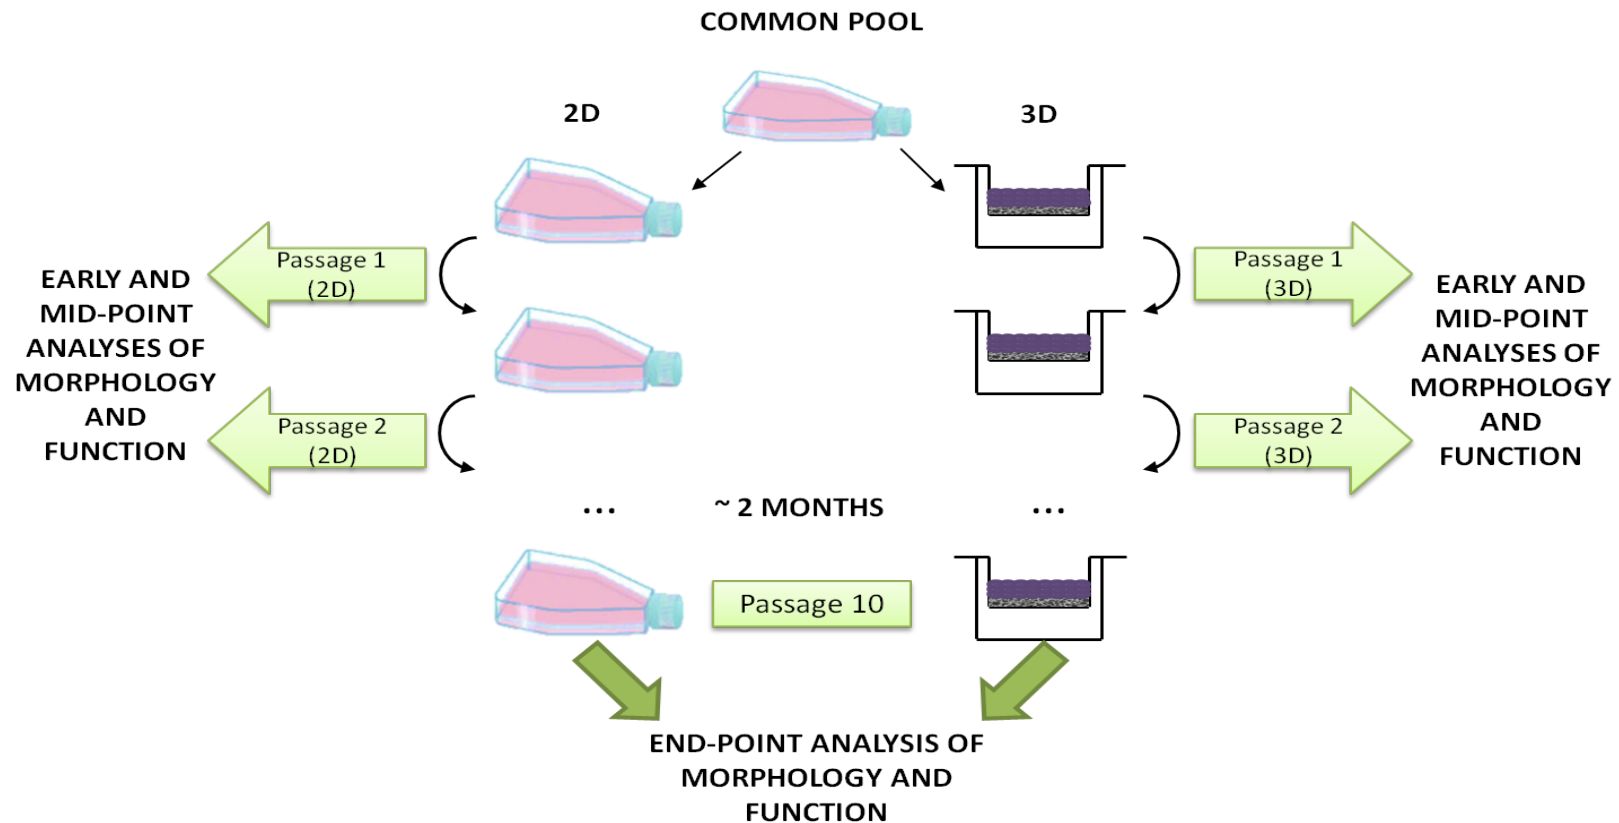 COMMON POOL
2D
3D
Passage 1
(2D)
Passage 1
(3D)
EARLY AND
MID-POINT
ANALYSES OF
MORPHOLOGY
AND
FUNCTION
EARLY AND
MID-POINT
ANALYSES OF
MORPHOLOGY
AND
FUNCTION
Passage 2
(2D)
Passage 2
(3D)
...
~ 2 MONTHS
...
Passage 10
END-POINT ANALYSIS OF
MORPHOLOGY AND
FUNCTION